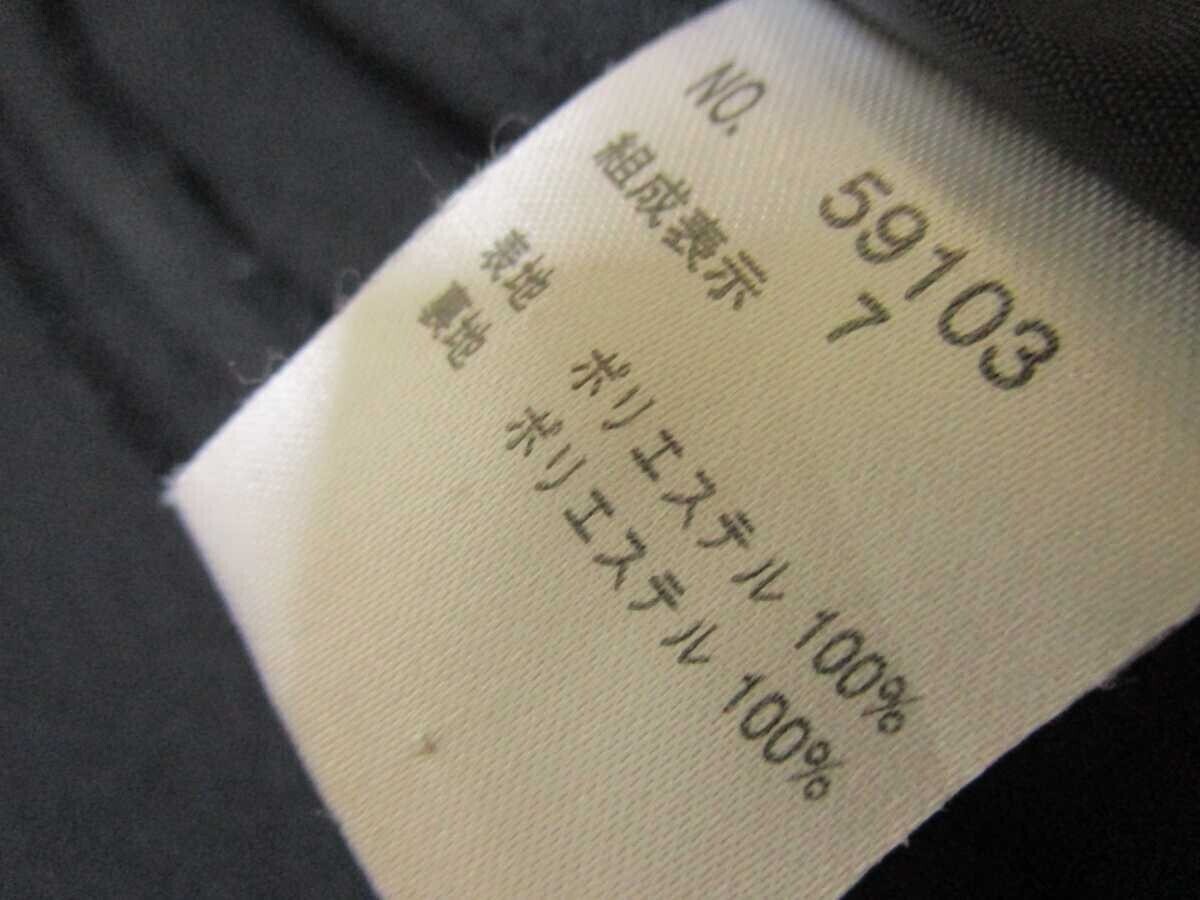 NO. 59103
組成表示 7
表地 ポリエステル 100%
裏地 ポリエステル 100%